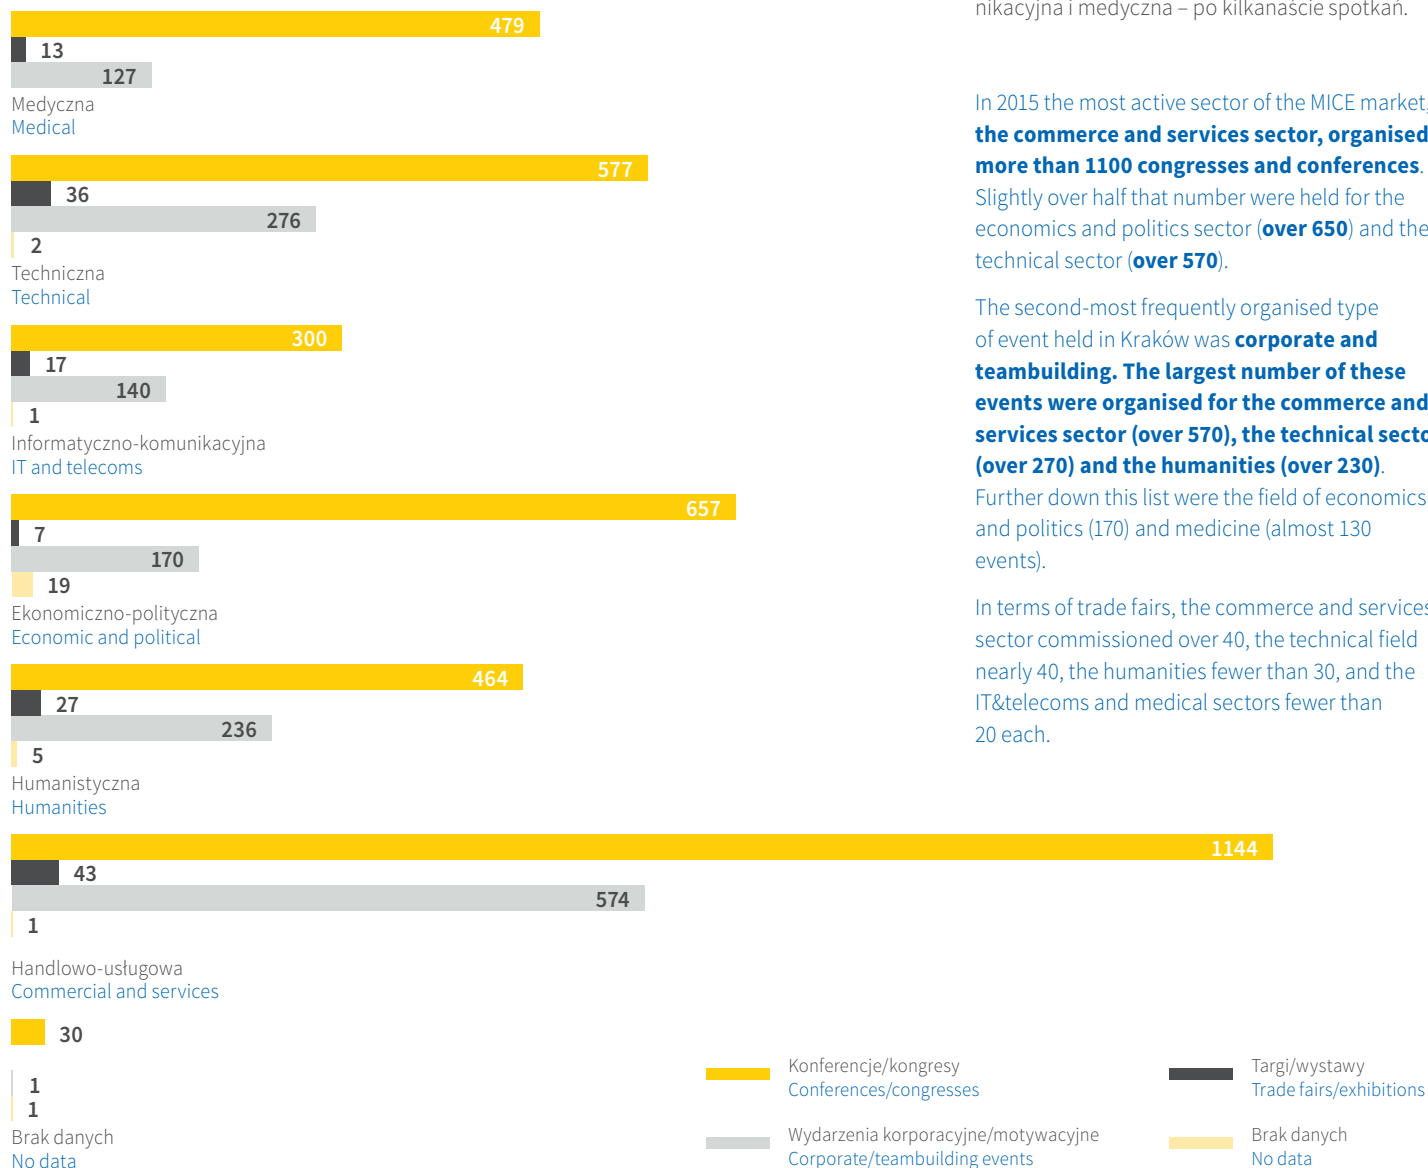 479
13
127
Medyczna
Medical
577
36
276
2
Techniczna
Technical
300
17
140
1
Informatyczno-komunikacyjna
IT and telecoms
657
7
170
19
Ekonomiczno-polityczna
Economic and political
464
27
236
5
Humanistyczna
Humanities
1144
43
574
1
Handlowo-usługowa
Commercial and services
30
1
1
Brak danych
No data
nikacyjna i medyczna – po kilkanaście spotkań.
In 2015 the most active sector of the MICE market,
the commerce and services sector, organised
more than 1100 congresses and conferences.
Slightly over half that number were held for the
economics and politics sector (over 650) and the
technical sector (over 570).
The second-most frequently organised type
of event held in Kraków was corporate and
teambuilding. The largest number of these
events were organised for the commerce and
services sector (over 570), the technical secto
(over 270) and the humanities (over 230).
Further down this list were the field of economics
and politics (170) and medicine (almost 130
events).
In terms of trade fairs, the commerce and services
sector commissioned over 40, the technical field
nearly 40, the humanities fewer than 30, and the
IT&telecoms and medical sectors fewer than
20 each.
Konferencje/kongresy
Conferences/congresses
Targi/wystawy
Trade fairs/exhibitions
Wydarzenia korporacyjne/motywacyjne
Corporate/teambuilding events
Brak danych
No data